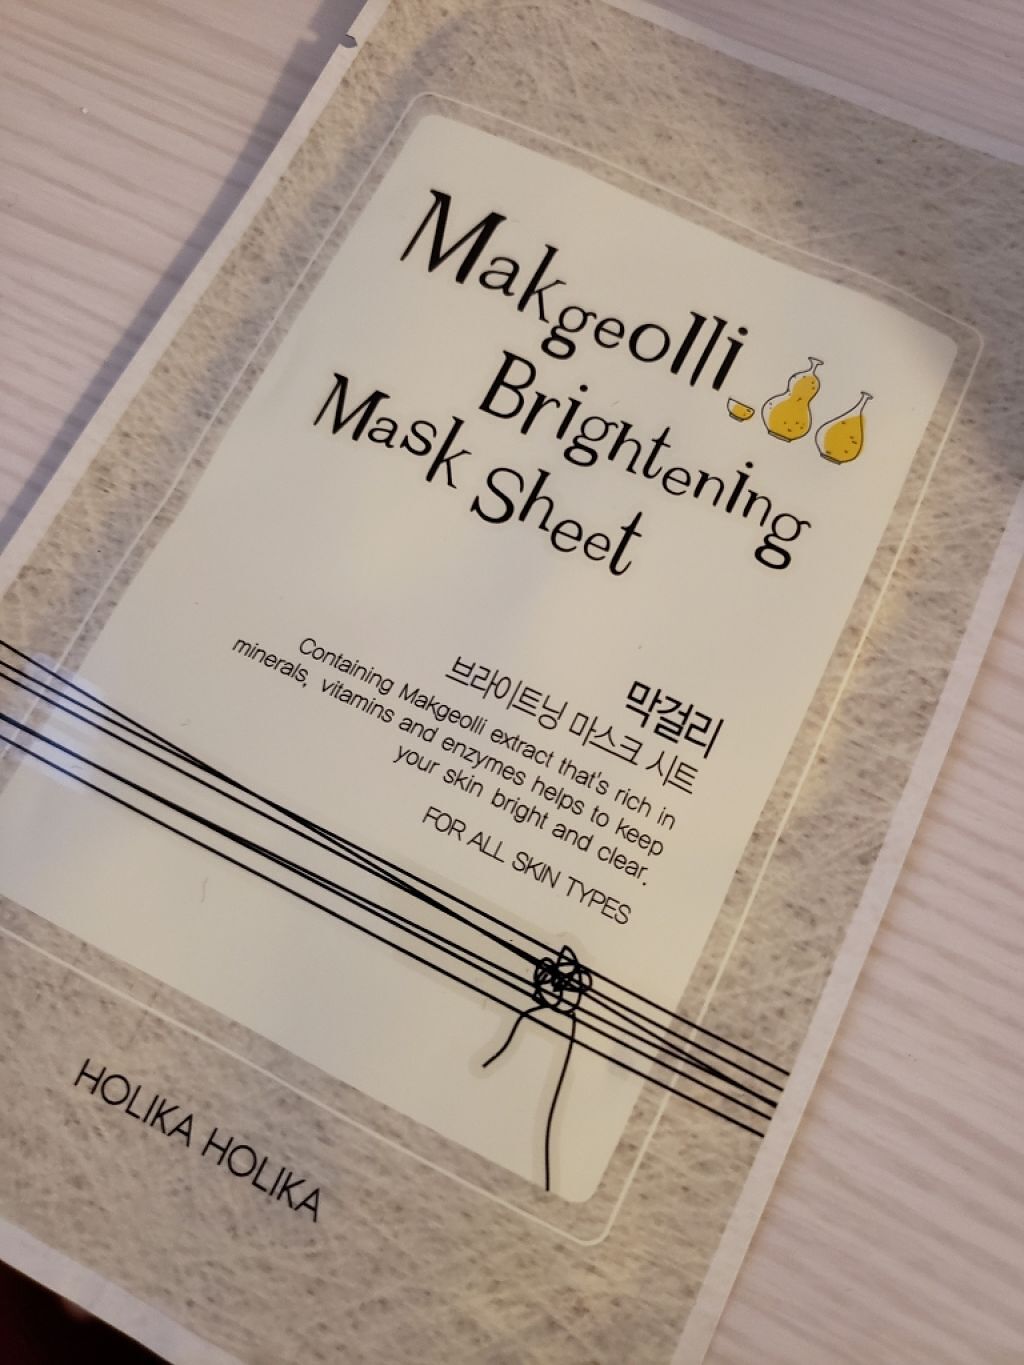 Makgeolli
Brightening
Mask Sheet
막걸리
브라이트닝 마스크 시트
Containing Makgeolli extract that's rich in
minerals, vitamins and enzymes helps to keep
your skin bright and clear.
FOR ALL SKIN TYPES
HOLIKA HOLIKA